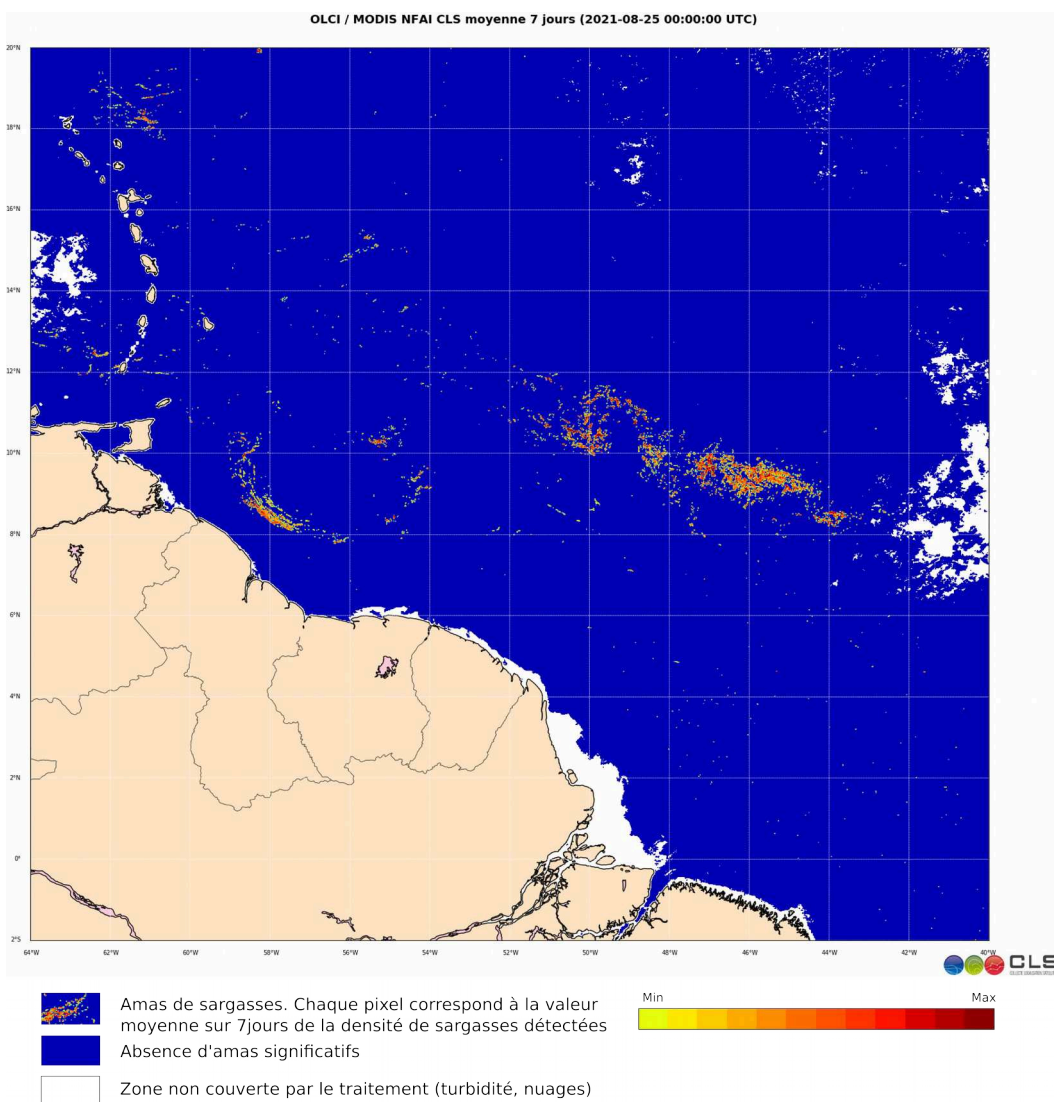 OLCI / MODIS NFAI CLS moyenne 7 jours (2021-08-25 00:00:00 UTC)
20°N
18°N
16°N
14°N
12°N
10°N
8°N
6°N
4°N
2°N
0°
2°S
64°W 62°W 60°W 58°W 56°W 54°W 52°W 50°W 48°W 46°W 44°W 42°W 40°W
CLS
Amas de sargasses. Chaque pixel correspond à la valeur
moyenne sur 7jours de la densité de sargasses détectées
Min Max
Absence d'amas significatifs
Zone non couverte par le traitement (turbidité, nuages)